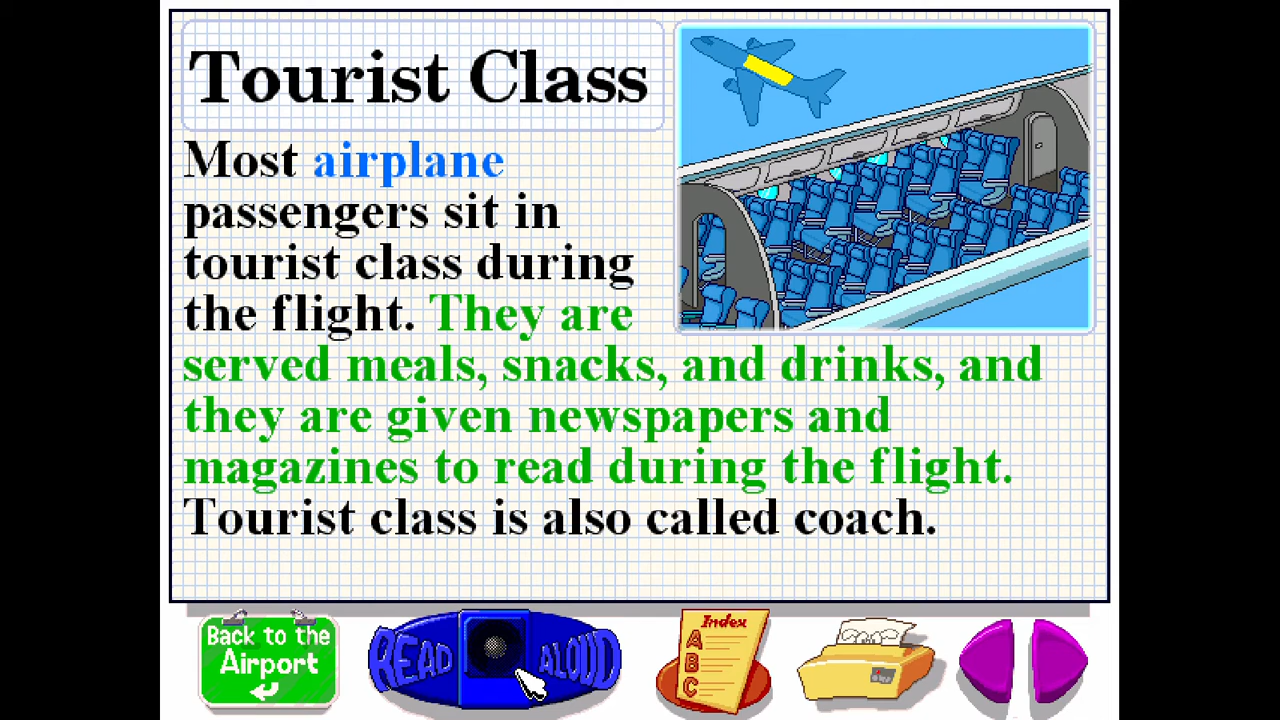 Tourist Class
Most airplane
passengers sit in
tourist class during
the flight. They are
served meals, snacks, and drinks, and
they are given newspapers and
magazines to read during the flight.
Tourist class is also called coach.
Back to the
Airport
READ ALOUD
Index
A
B
C